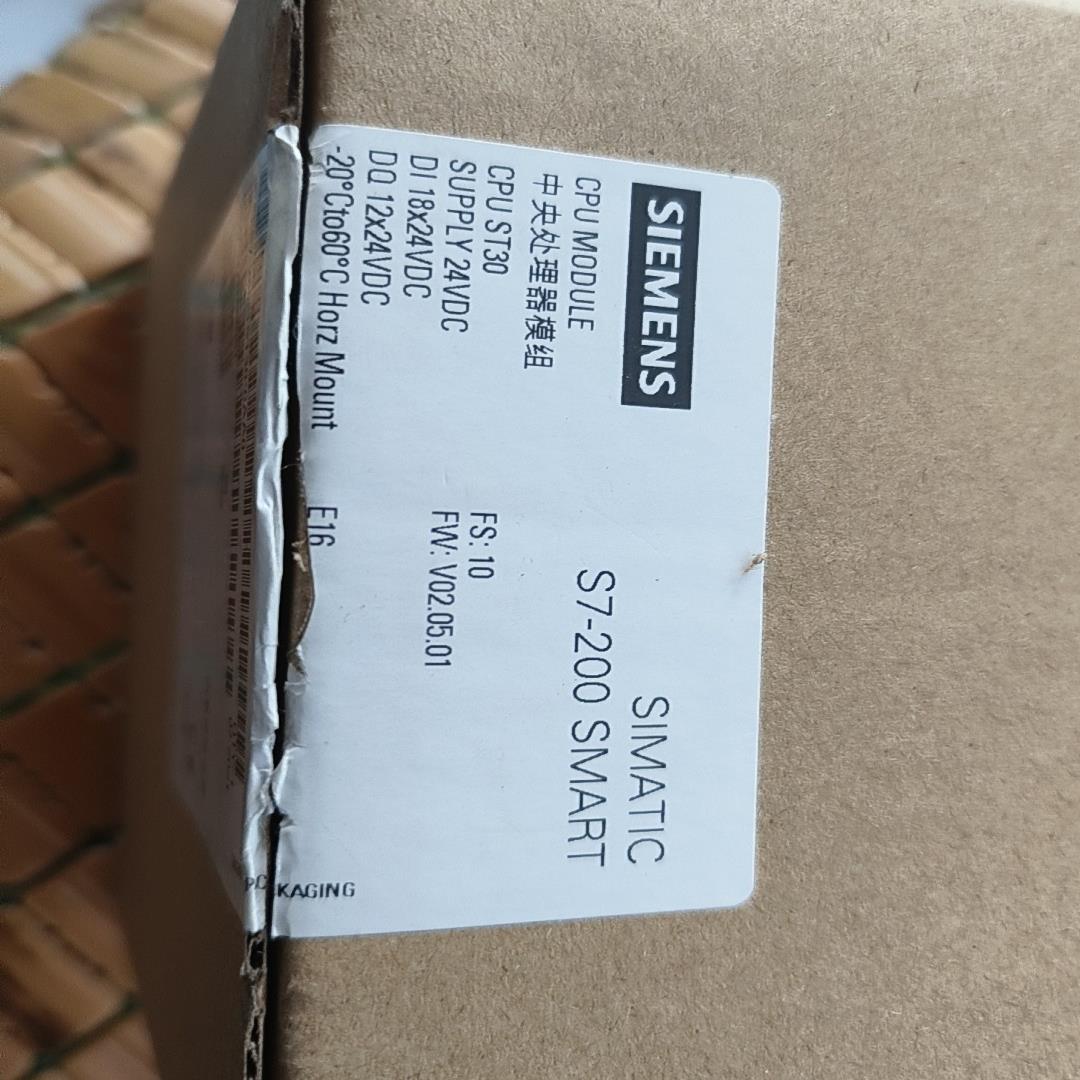 SIEMENS
SIMATIC
S7-200 SMART
CPU MODULE
中央处理器模组
CPU ST30
SUPPLY 24VDC
DI 18x24VDC
DQ 12x24VDC
-20°Cto60°C Horz Mount
FS: 10
FW: V02.05.01
E16
KAGING